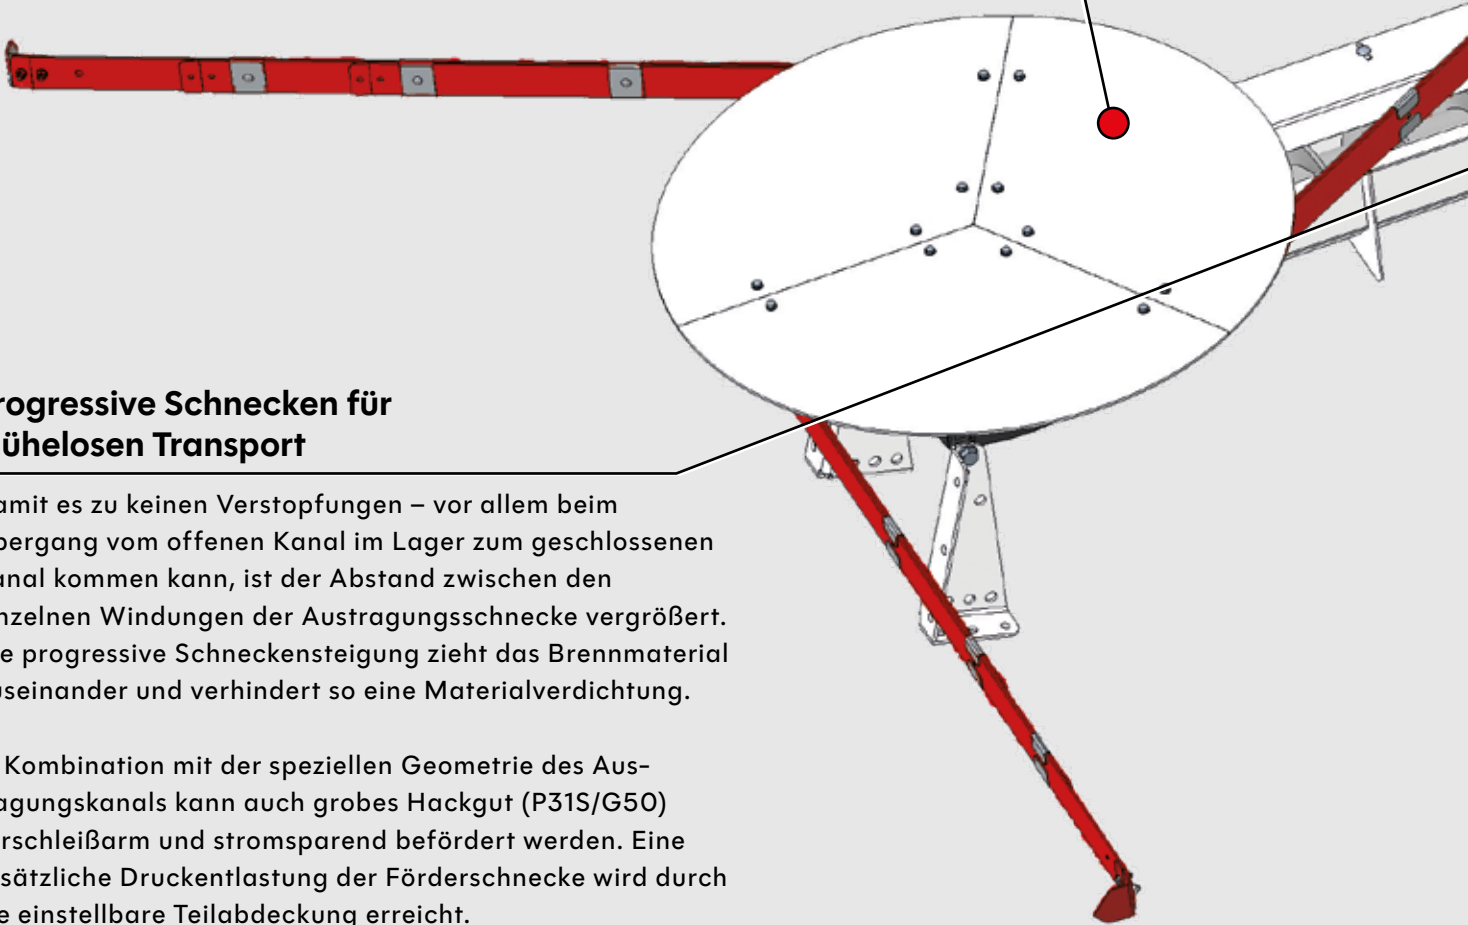 rogressive Schnecken für
ühelosen Transport
amit es zu keinen Verstopfungen – vor allem beim
bergang vom offenen Kanal im Lager zum geschlossenen
anal kommen kann, ist der Abstand zwischen den
nzelnen Windungen der Austragungsschnecke vergrößert.
e progressive Schneckensteigung zieht das Brennmaterial
useinander und verhindert so eine Materialverdichtung.
Kombination mit der speziellen Geometrie des Aus-
agungskanals kann auch grobes Hackgut (P31S/G50)
rschleißarm und stromsparend befördert werden. Eine
sätzliche Druckentlastung der Förderschnecke wird durch
e einstellbare Teilabdeckung erreicht.